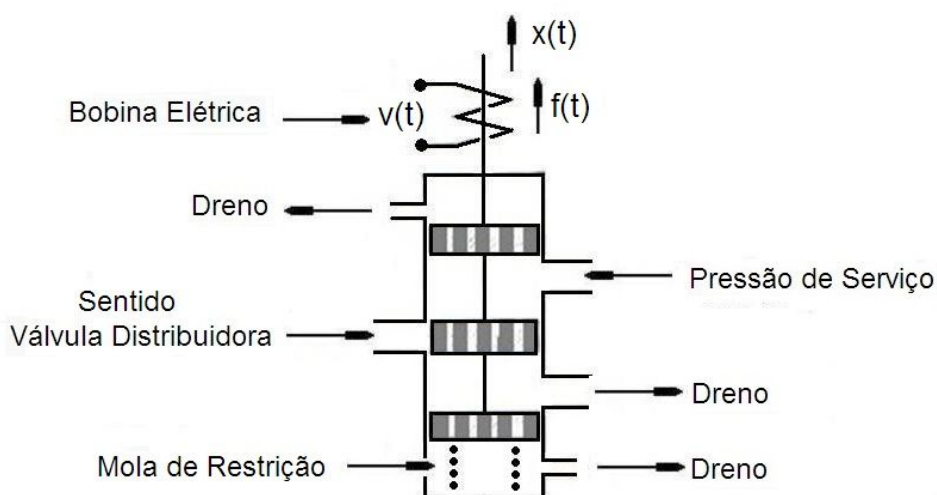 x(t)
Bobina Elétrica
v(t)
f(t)
Dreno
Pressão de Serviço
Sentido
Válvula Distribuidora
Dreno
Mola de Restrição
Dreno